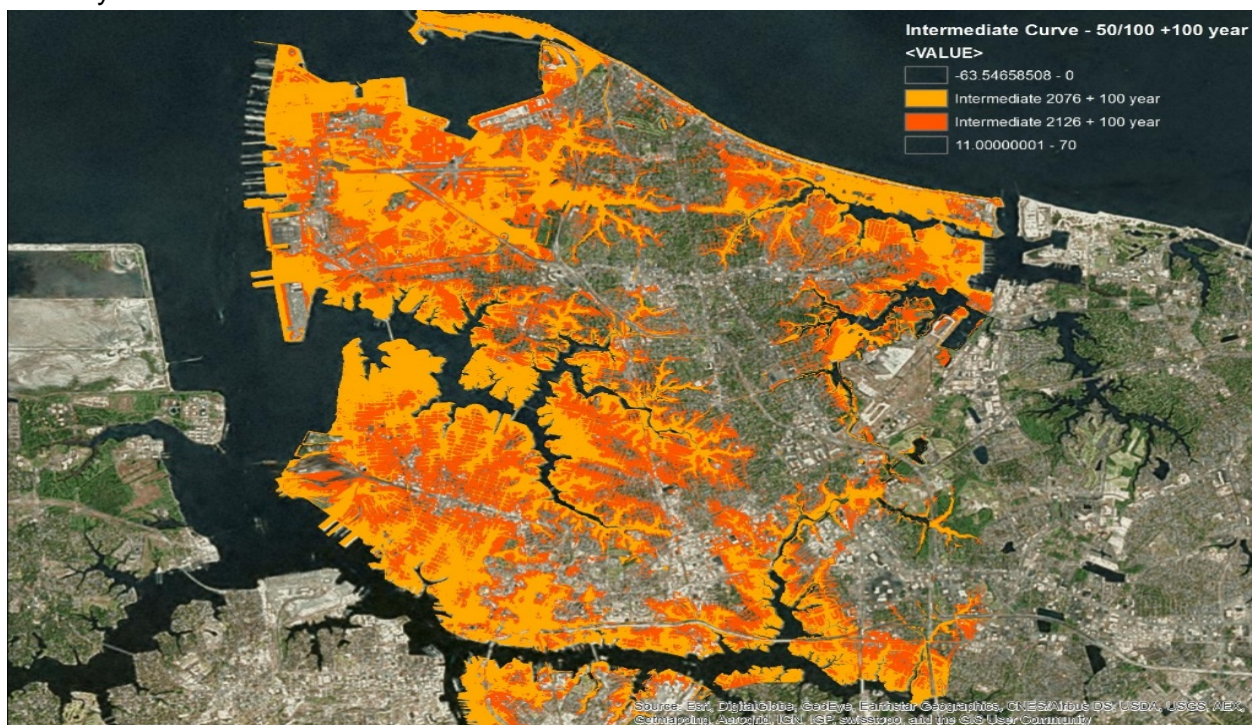 Intermediate Curve - 50/100 +100 year
<VALUE>
-63.54658508 - 0
Intermediate 2076 + 100 year
Intermediate 2126 + 100 year
11.00000001 - 70
Source: Esri, DigitalGlobe, GeoEye, Earthstar Geographics, CNES/Airbus DS, USDA, USGS, AEX,
Getmapping, Aerogrid, IGN, IGP, swisstopo, and the GIS User Community